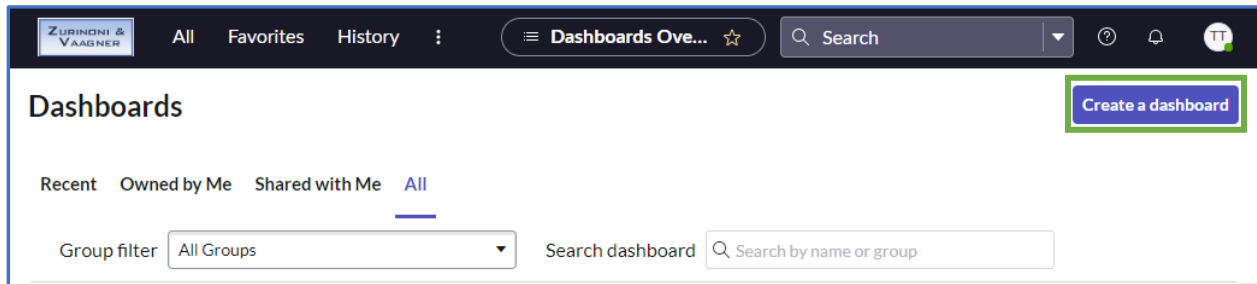 ZURINONI &
VAAGNER
All Favorites History Dashboards Ove... Search TT
Dashboards
Create a dashboard
Recent Owned by Me Shared with Me All
Group filter All Groups Search dashboard Search by name or group